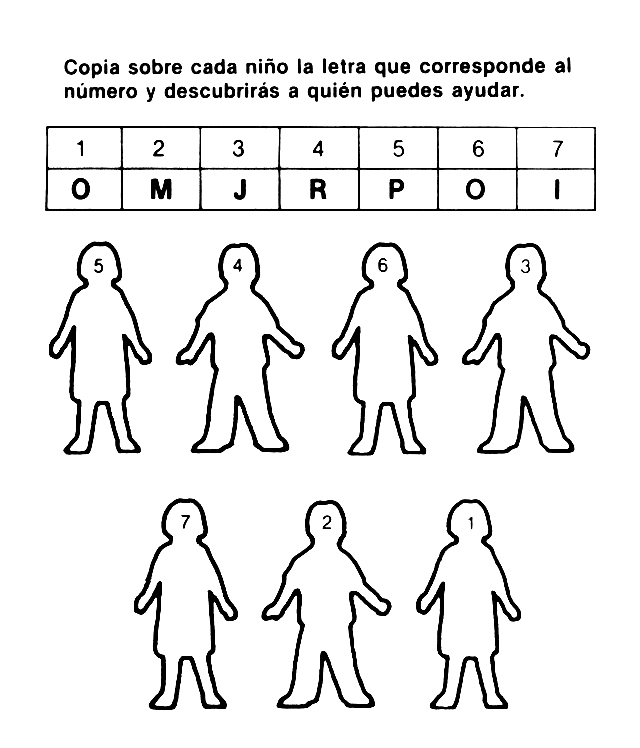 Copia sobre cada niño la letra que corresponde al
número y descubrirás a quién puedes ayudar.
1 2 3 4 5 6 7
O M J R P O I
5 4 6 3
7 2 1